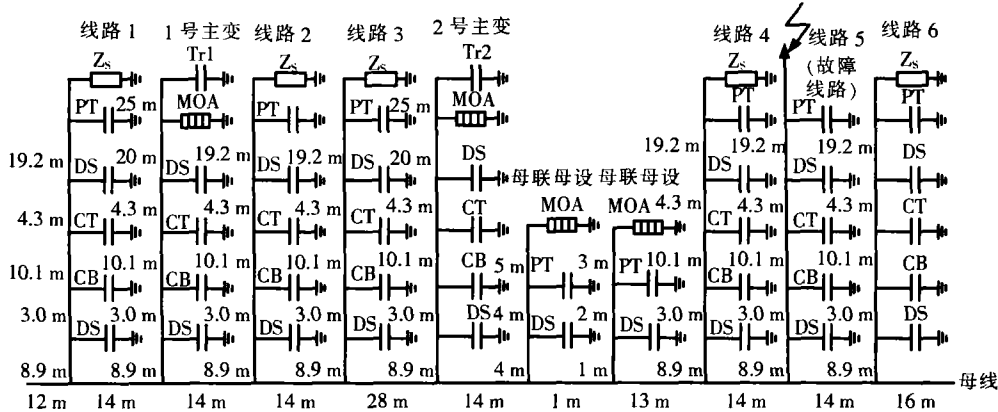 线路 1 1 号主变 线路 2 线路 3 2 号主变 线路 4 线路 5 线路 6
(故障
线路)
Zs Tr1 Zs Zs Tr2 Zs Zs
PT 25 m MOA PT PT 25 m MOA PT PT PT
19.2 m DS 20 m DS 19.2 m DS 19.2 m DS 20 m DS 19.2 m DS 19.2 m DS 19.2 m DS
母联母设 母联母设
4.3 m CT 4.3 m CT 4.3 m CT 4.3 m CT 4.3 m CT MOA MOA 4.3 m CT 4.3 m CT 4.3 m CT
10.1 m CB 10.1 m CB 10.1 m CB 10.1 m CB 10.1 m CB 5 m PT 3 m PT 10.1 m CB 10.1 m CB 10.1 m CB
3.0 m DS 3.0 m DS 3.0 m DS 3.0 m DS 3.0 m DS 4 m DS 2 m DS 3.0 m DS 3.0 m DS 3.0 m DS
8.9 m 8.9 m 8.9 m 8.9 m 8.9 m 4 m 1 m 8.9 m 8.9 m 8.9 m
母线
12 m 14 m 14 m 14 m 28 m 14 m 1 m 13 m 14 m 14 m 16 m